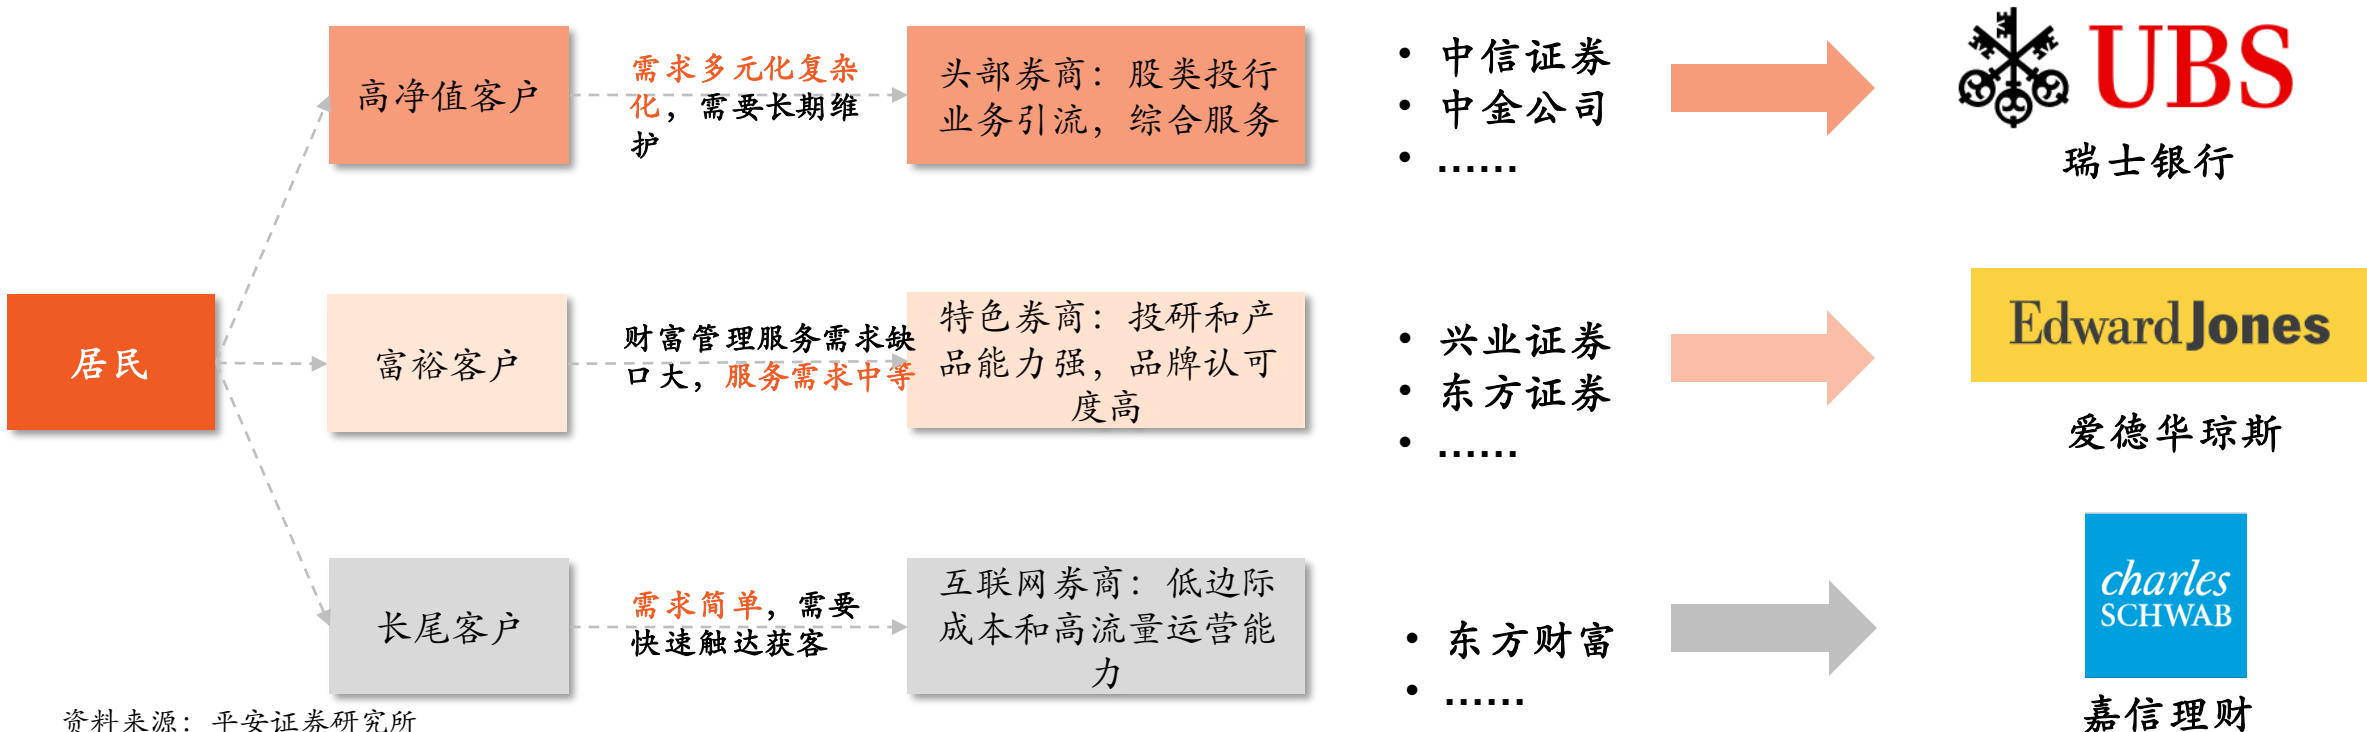 高净值客户
需求多元化复杂
化，需要长期维
护
头部券商：股类投行
业务引流，综合服务
• 中信证券
• 中金公司
• ......
UBS
瑞士银行
居民
富裕客户
财富管理服务需求缺
口大，服务需求中等
特色券商：投研和产
品能力强，品牌认可
度高
• 兴业证券
• 东方证券
• ......
Edward Jones
爱德华琼斯
长尾客户
需求简单，需要
快速触达获客
互联网券商：低边际
成本和高流量运营能
力
• 东方财富
• ......
charles
SCHWAB
嘉信理财
资料来源：平安证券研究所